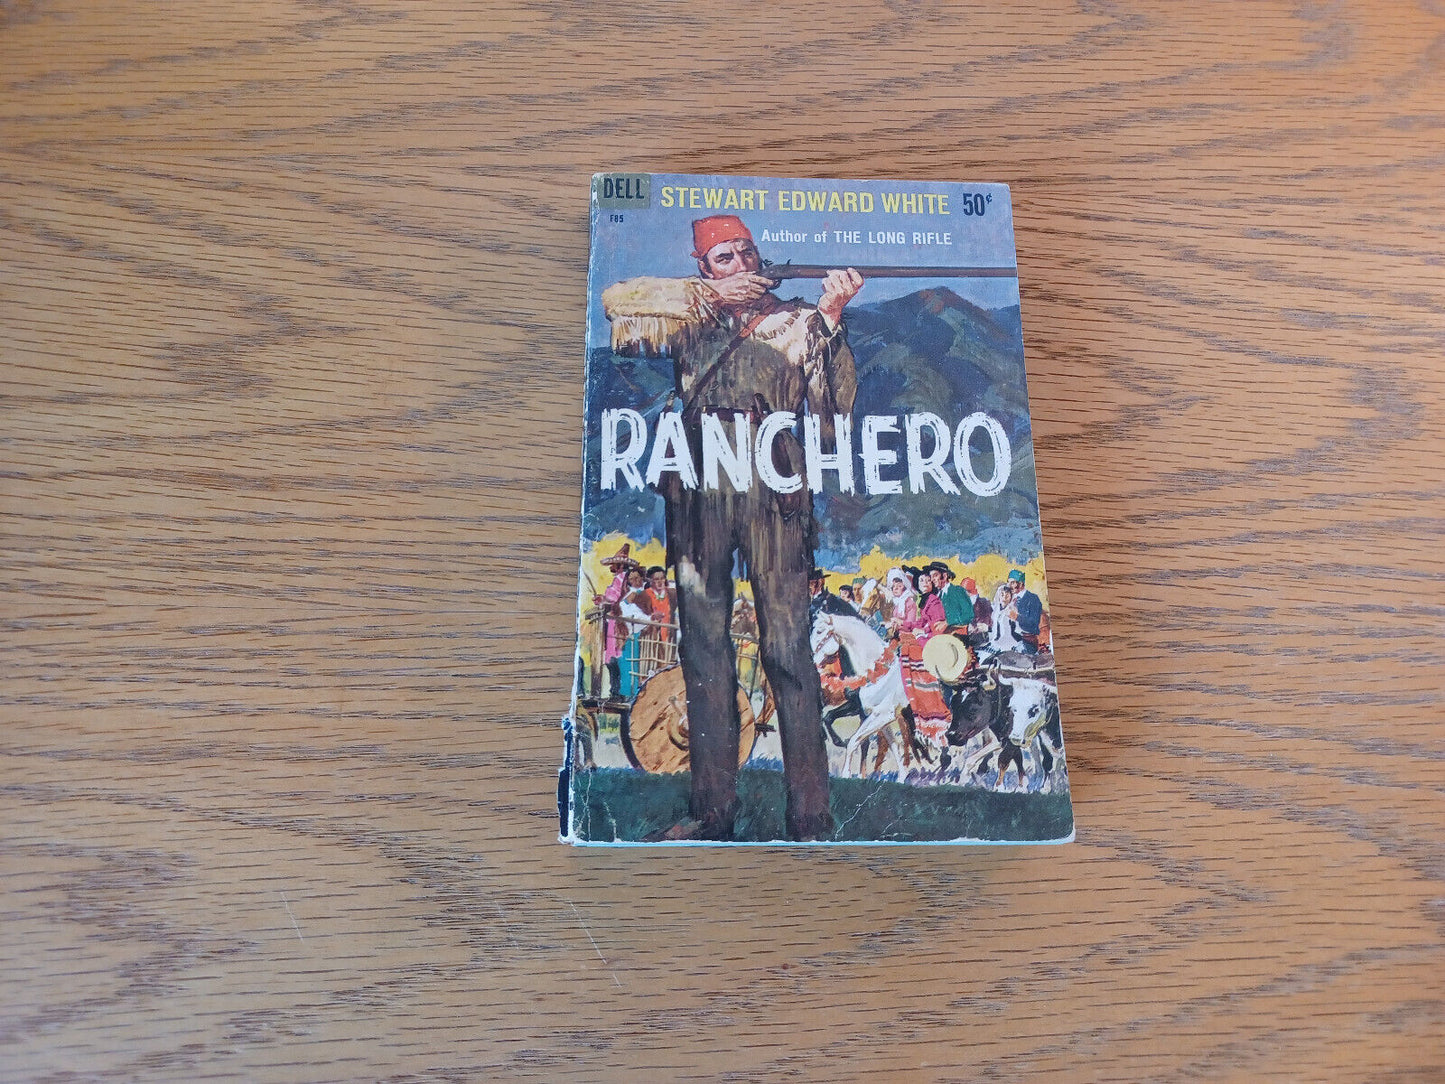 DELL STEWART EDWARD WHITE 50¢
F85
Author of THE LONG RIFLE
RANCHERO